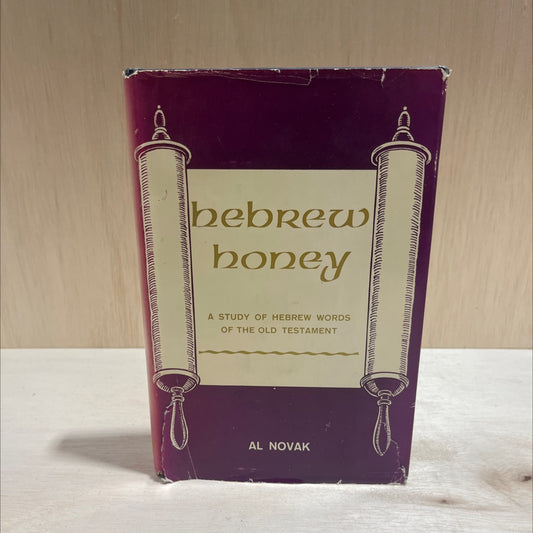 hebrew
honey
A STUDY OF HEBREW WORDS
OF THE OLD TESTAMENT
AL NOVAK